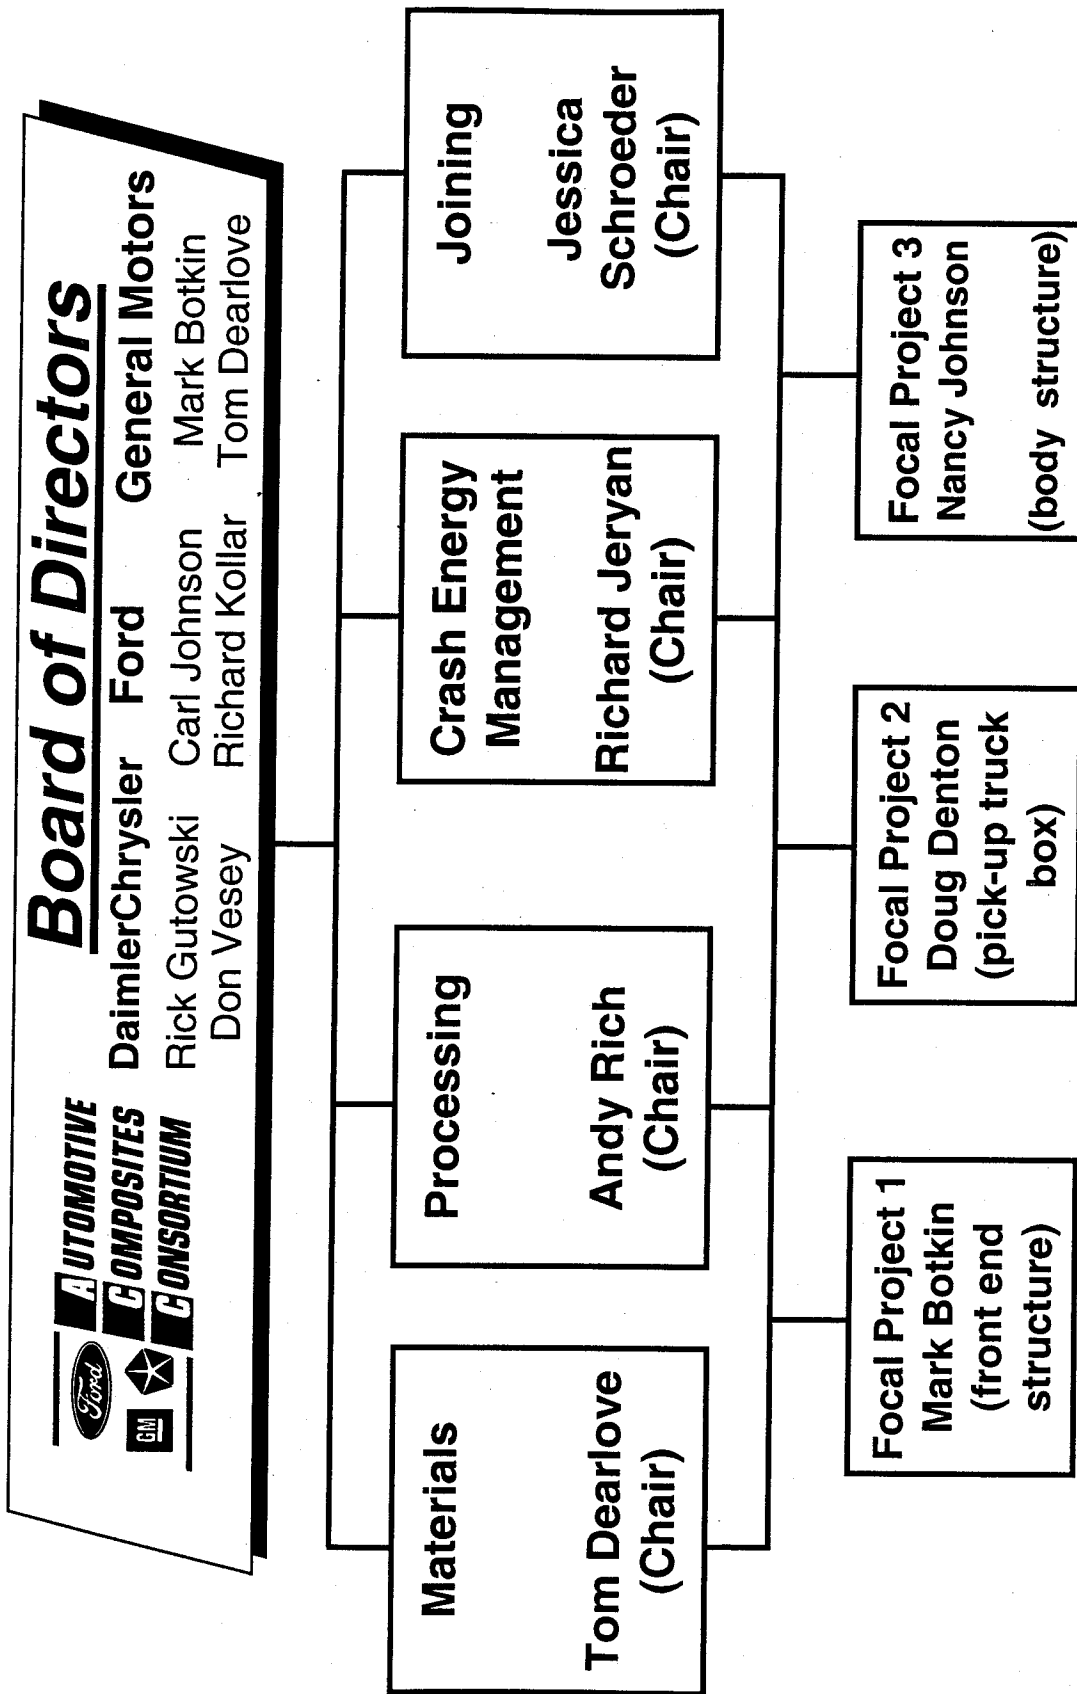 Board of Directors
AUTOMOTIVE
COMPOSITES
CONSORTIUM
Ford
GM
DaimlerChrysler Ford General Motors
Rick Gutowski Carl Johnson Mark Botkin
Don Vesey Richard Kollar Tom Dearlove
Materials
Tom Dearlove
(Chair)
Processing
Andy Rich
(Chair)
Crash Energy
Management
Richard Jeryan
(Chair)
Joining
Jessica
Schroeder
(Chair)
Focal Project 1
Mark Botkin
(front end
structure)
Focal Project 2
Doug Denton
(pick-up truck
box)
Focal Project 3
Nancy Johnson
(body structure)